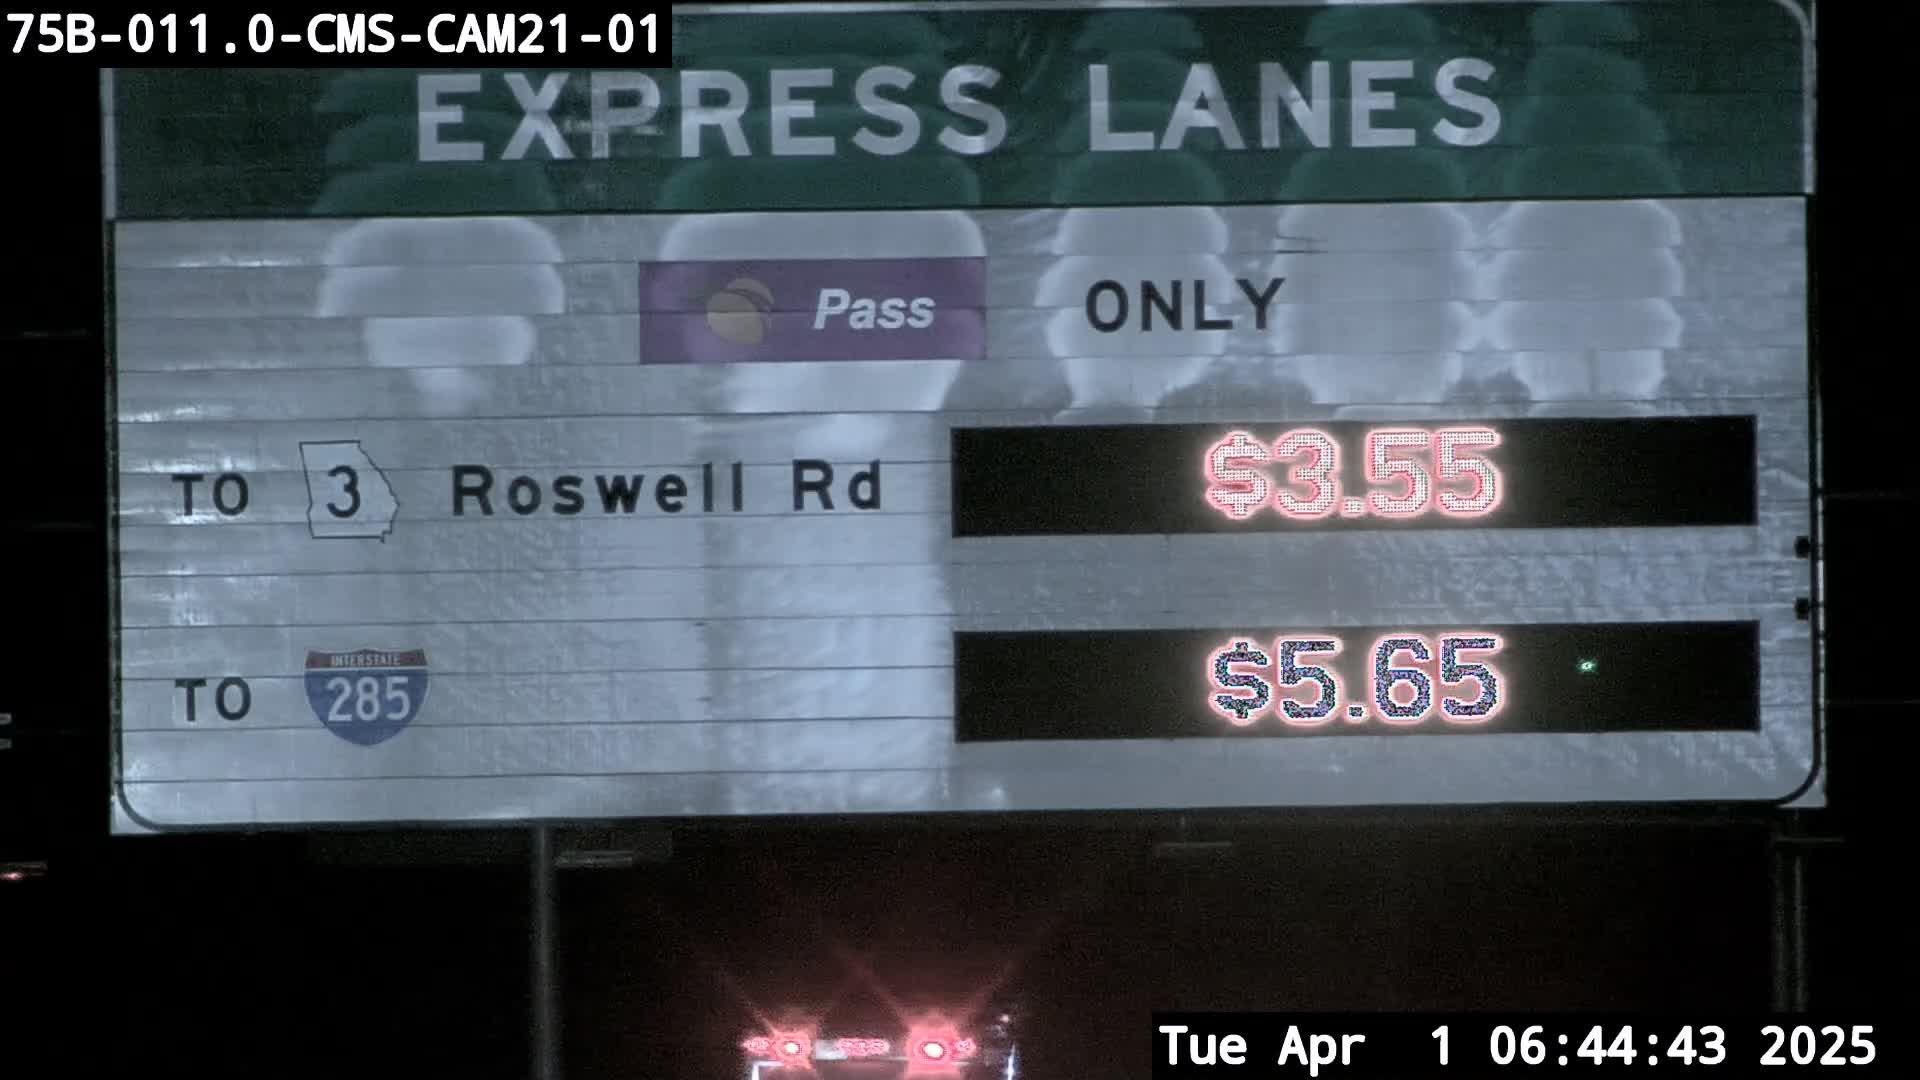 75B-011.0-CMS-CAM21-01
EXPRESS LANES
Pass ONLY
TO 3 Roswell Rd $3.55
TO INTERSTATE 285 $5.65
Tue Apr 1 06:44:43 2025